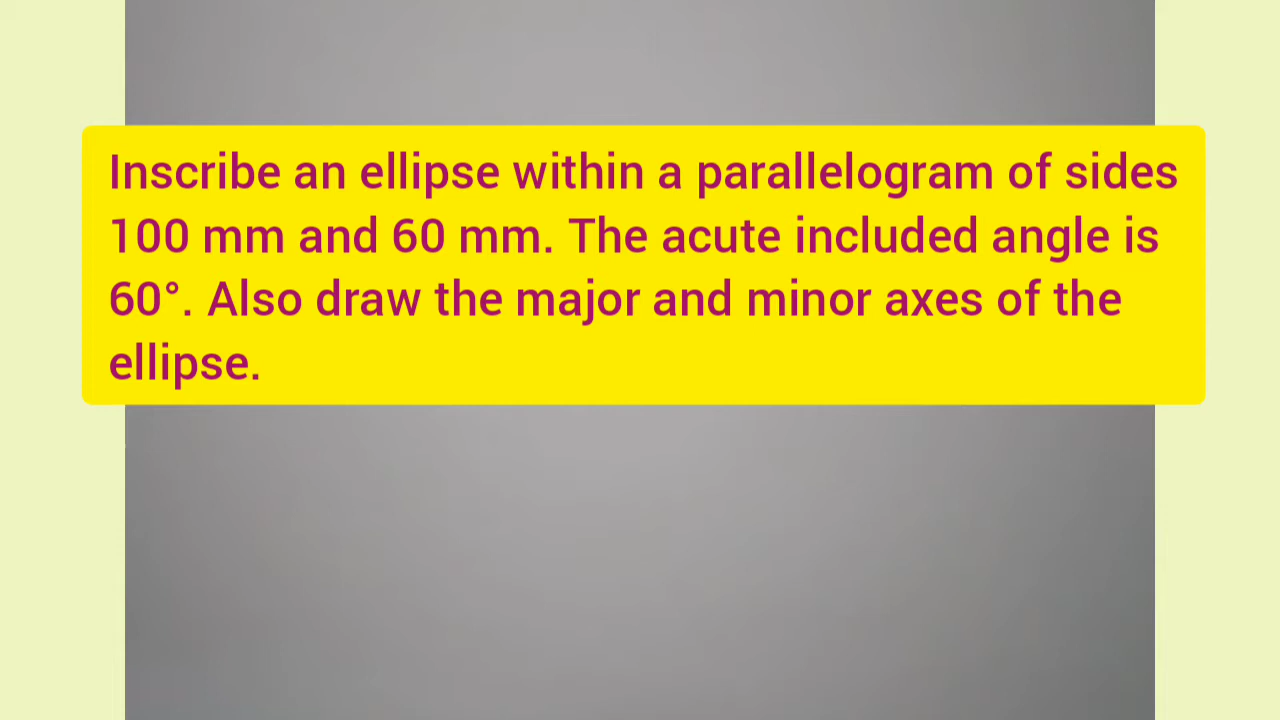 Inscribe an ellipse within a parallelogram of sides
100 mm and 60 mm. The acute included angle is
60°. Also draw the major and minor axes of the
ellipse.